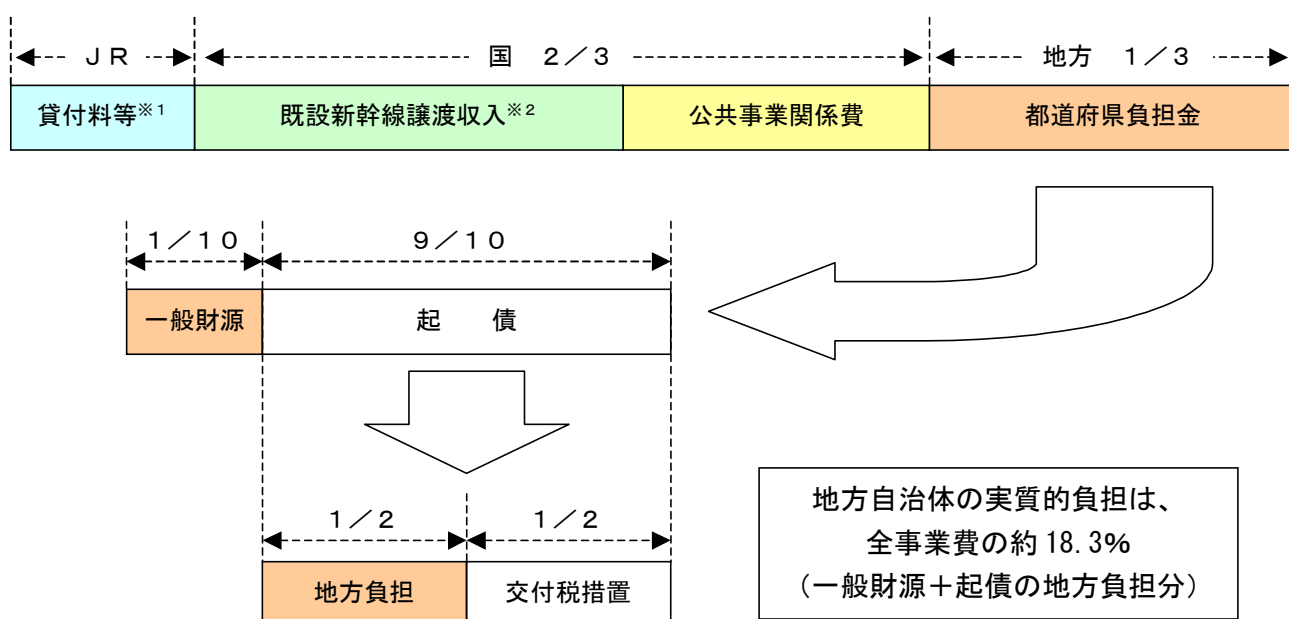 ＪＲ 国 ２／３ 地方 １／３
貸付料等※1 既設新幹線譲渡収入※2 公共事業関係費 都道府県負担金
１／１０ ９／１０
一般財源 起　債
１／２ １／２
地方負担 交付税措置
地方自治体の実質的負担は、
全事業費の約18.3％
（一般財源＋起債の地方負担分）